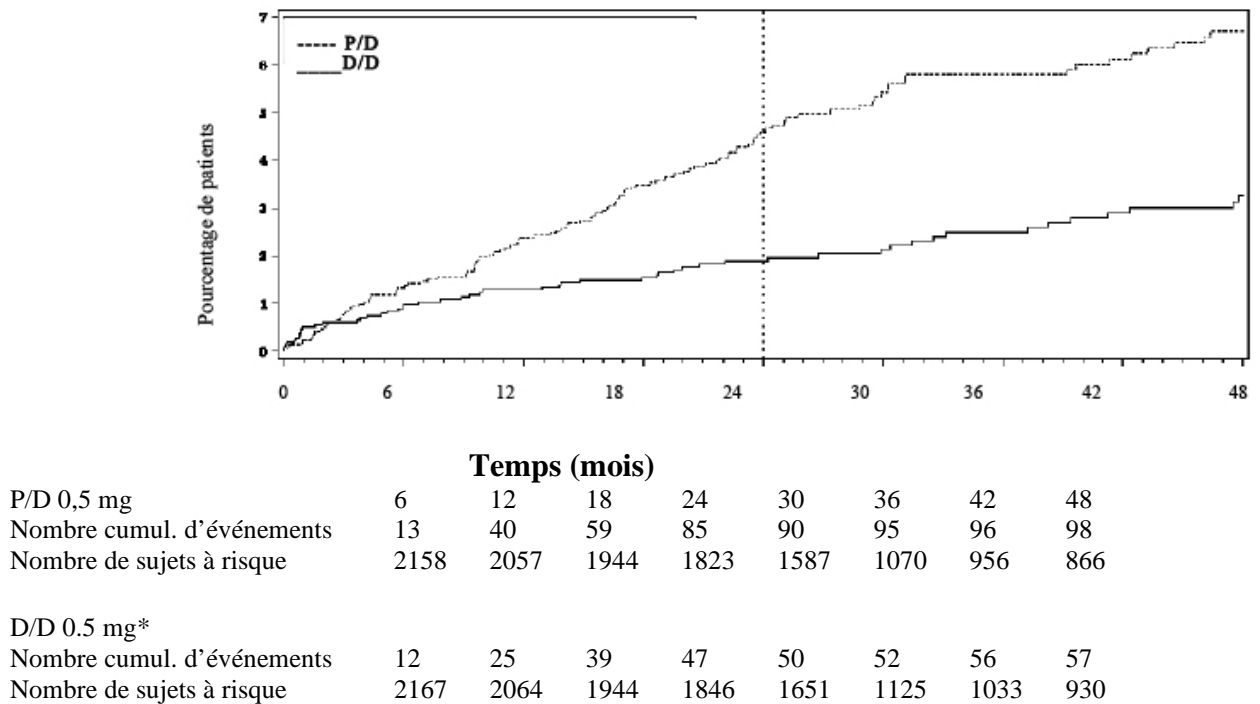 7
P/D
D/D
6
5
4
3
2
1
0
Pourcentage de patients
0 6 12 18 24 30 36 42 48
Temps (mois)
P/D 0,5 mg 6 12 18 24 30 36 42 48
Nombre cumul. d’événements 13 40 59 85 90 95 96 98
Nombre de sujets à risque 2158 2057 1944 1823 1587 1070 956 866
D/D 0.5 mg*
Nombre cumul. d’événements 12 25 39 47 50 52 56 57
Nombre de sujets à risque 2167 2064 1944 1846 1651 1125 1033 930